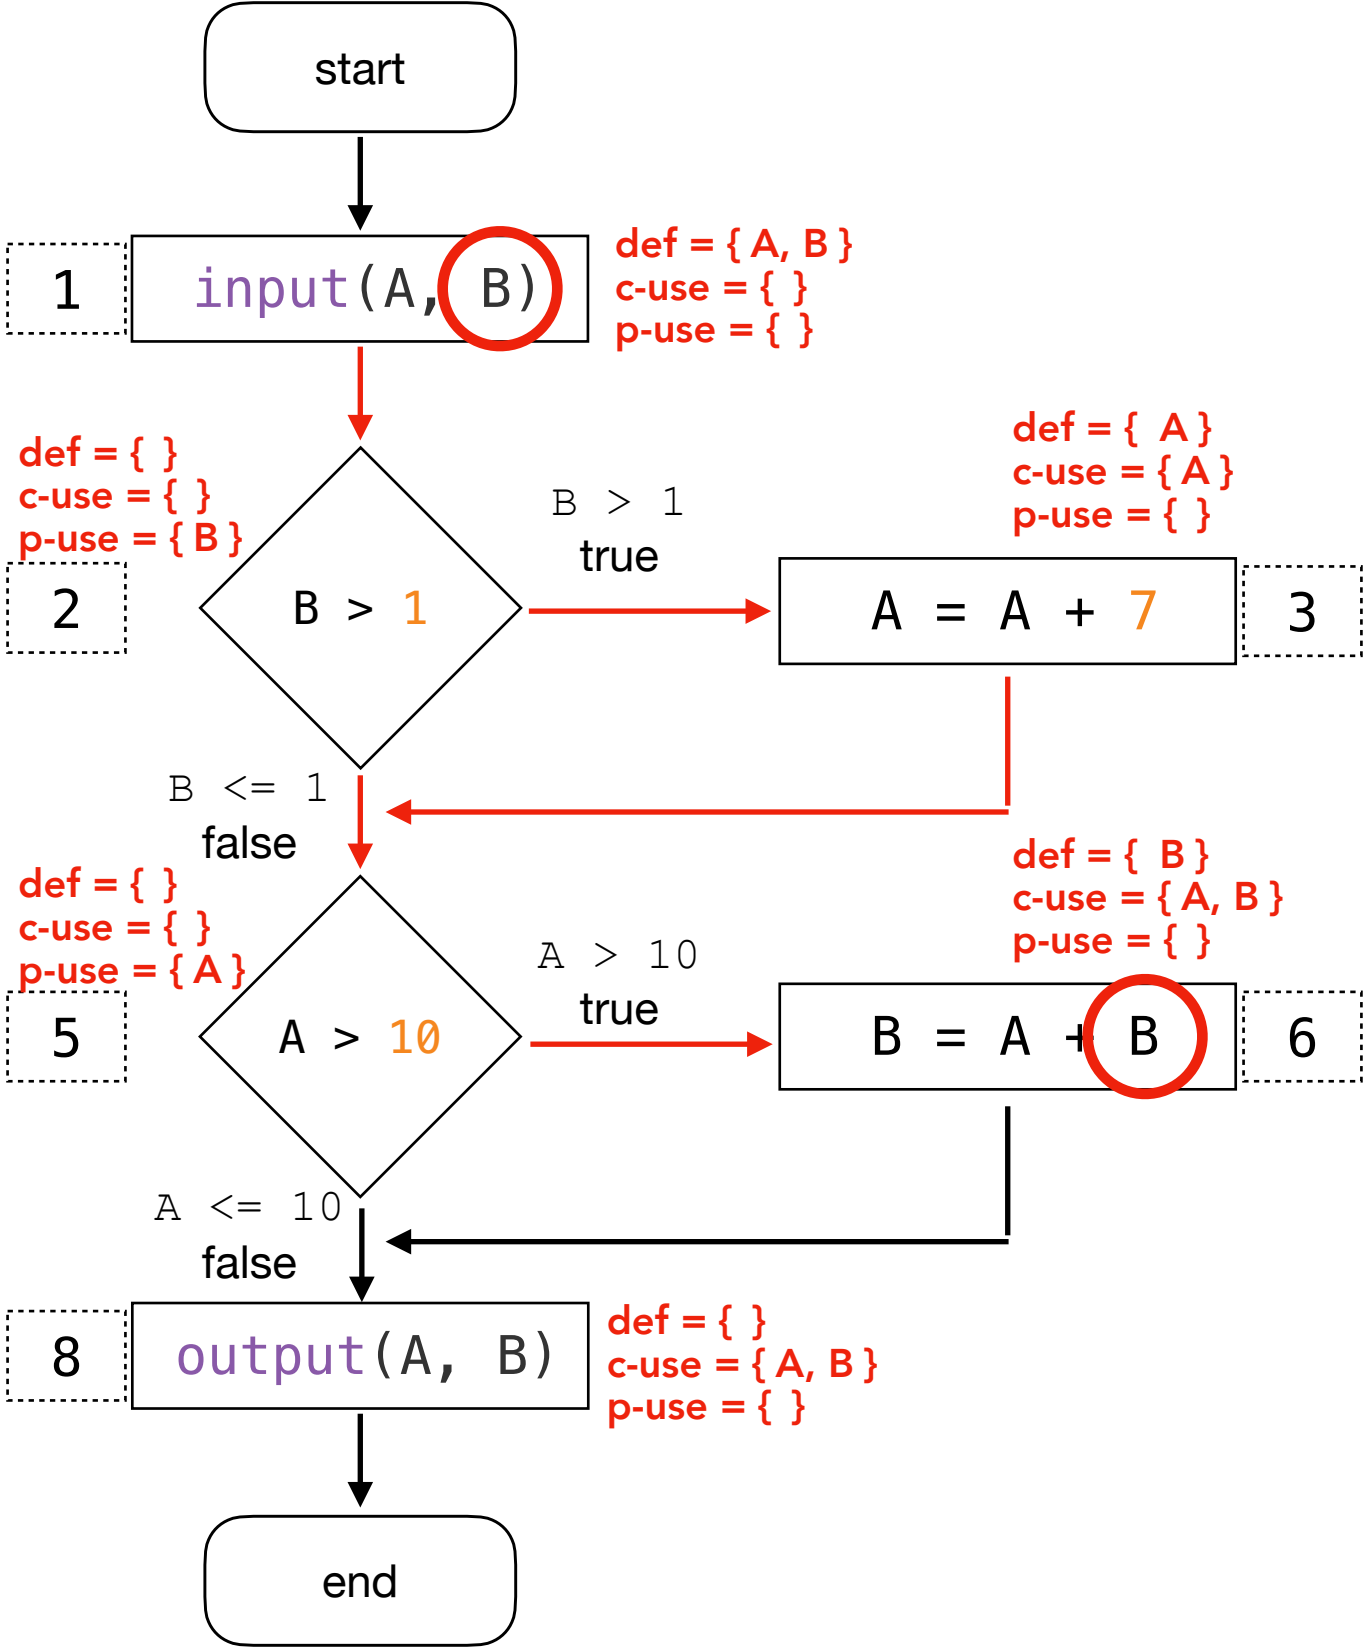 start
1
input(A, B)
def = { A, B }
c-use = { }
p-use = { }
def = { }
c-use = { }
p-use = { B }
2
B > 1
B > 1
true
def = { A }
c-use = { A }
p-use = { }
A = A + 7
3
B <= 1
false
def = { }
c-use = { }
p-use = { A }
5
A > 10
A > 10
true
def = { B }
c-use = { A, B }
p-use = { }
B = A + B
6
A <= 10
false
8
output(A, B)
def = { }
c-use = { A, B }
p-use = { }
end